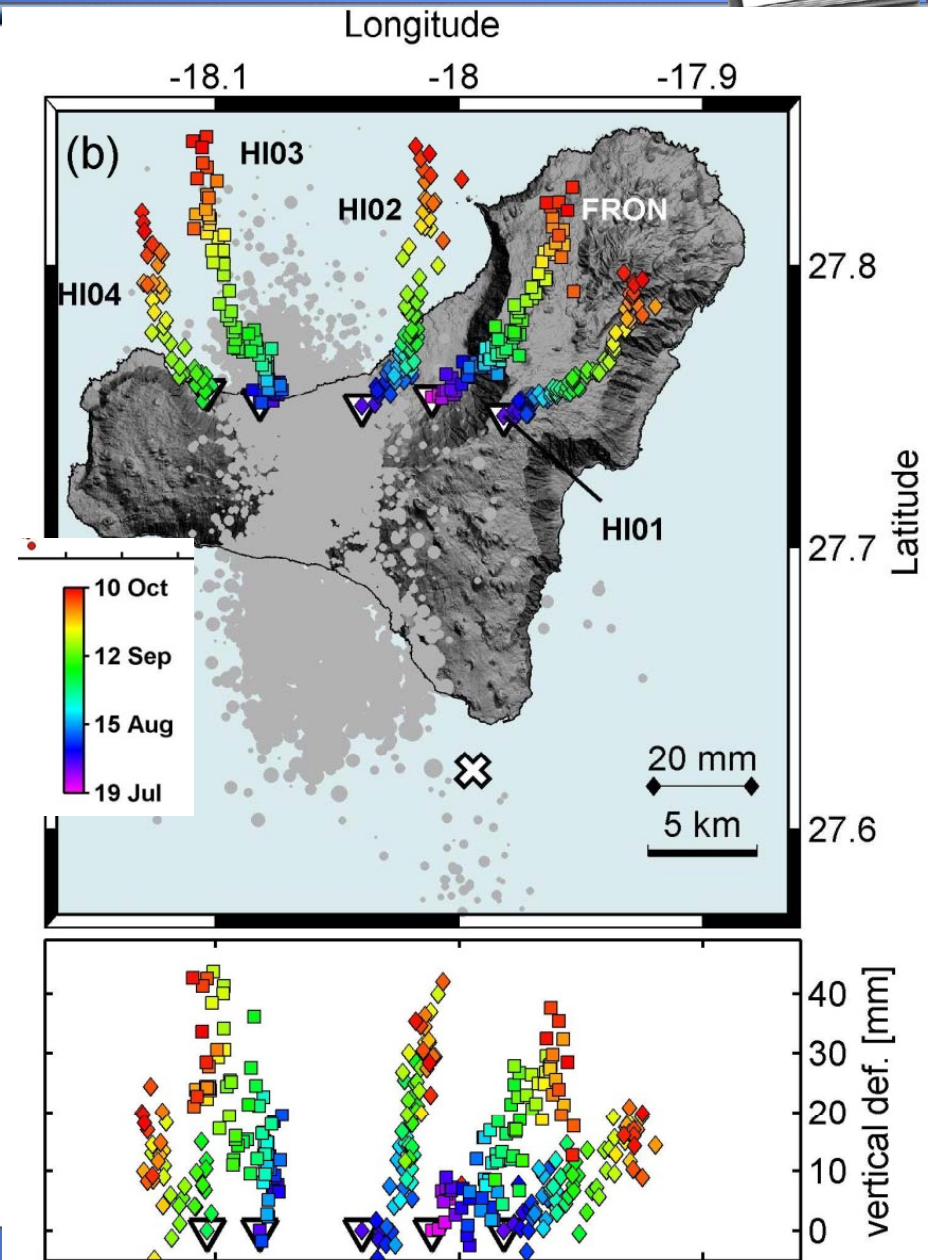 Longitude
-18.1 -18 -17.9
(b)
HI03
HI02
FRON
27.8
HI04
HI01
Latitude
27.7
10 Oct
12 Sep
15 Aug
19 Jul
20 mm
5 km
27.6
vertical def. [mm]
40
30
20
10
0